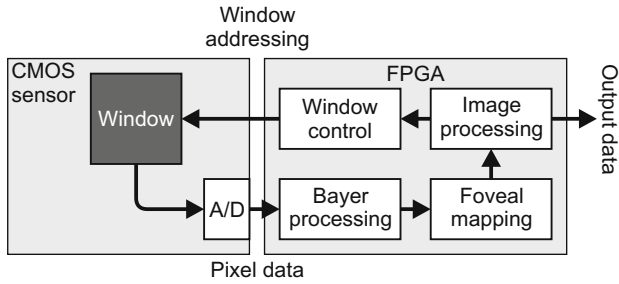 Window
addressing
CMOS
sensor
FPGA
Window
Window
control
Image
processing
Output data
A/D
Bayer
processing
Foveal
mapping
Pixel data